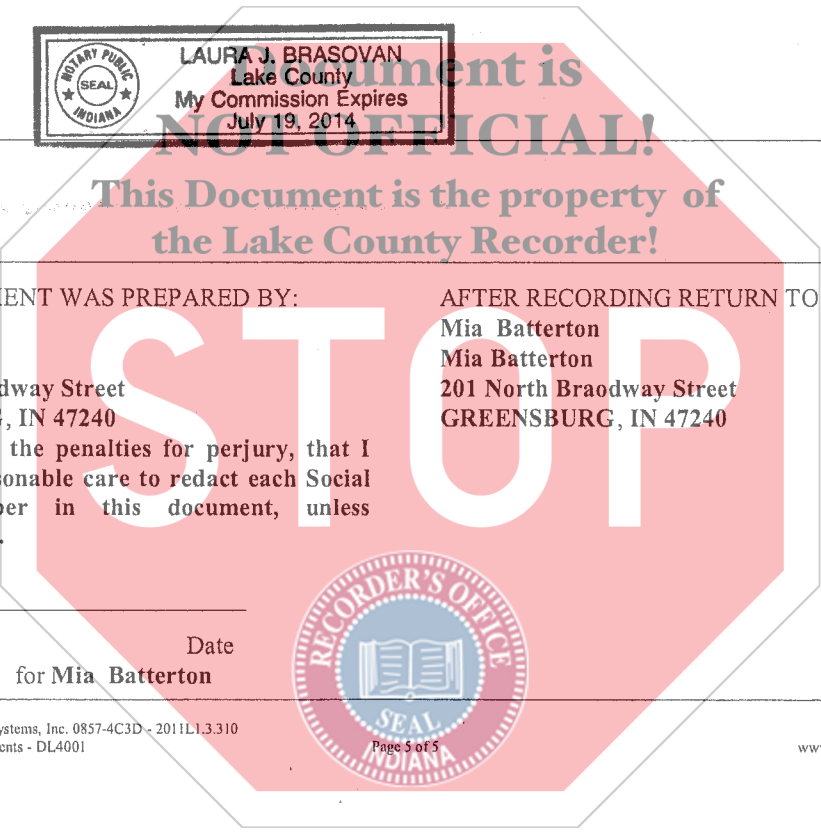 NOTARY PUBLIC
SEAL
INDIANA
LAURA J. BRASOVAN
Lake County
My Commission Expires
July 19, 2014
Document is
NOT OFFICIAL!
This Document is the property of
the Lake County Recorder!
STOP
ENT WAS PREPARED BY:
dway Street
, IN 47240
the penalties for perjury, that I
sonable care to redact each Social
er in this document, unless
.
Date
for Mia Batterton
AFTER RECORDING RETURN TO
Mia Batterton
Mia Batterton
201 North Braodway Street
GREENSBURG, IN 47240
RECORDER'S OFFICE
SEAL
INDIANA
ystems, Inc. 0857-4C3D - 2011L1.3.310
ents - DL4001
Page 5 of 5
www